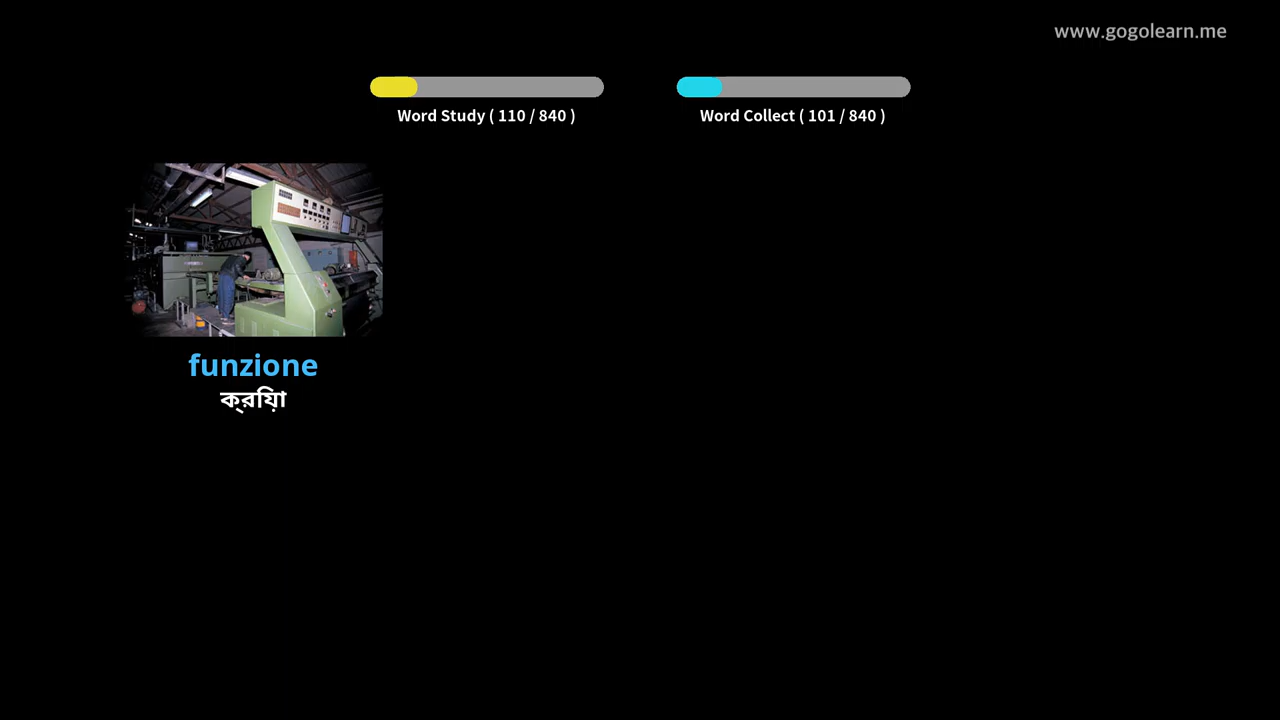 www.gogolearn.me
Word Study ( 110 / 840 )
Word Collect ( 101 / 840 )
funzione
ক্রিয়া